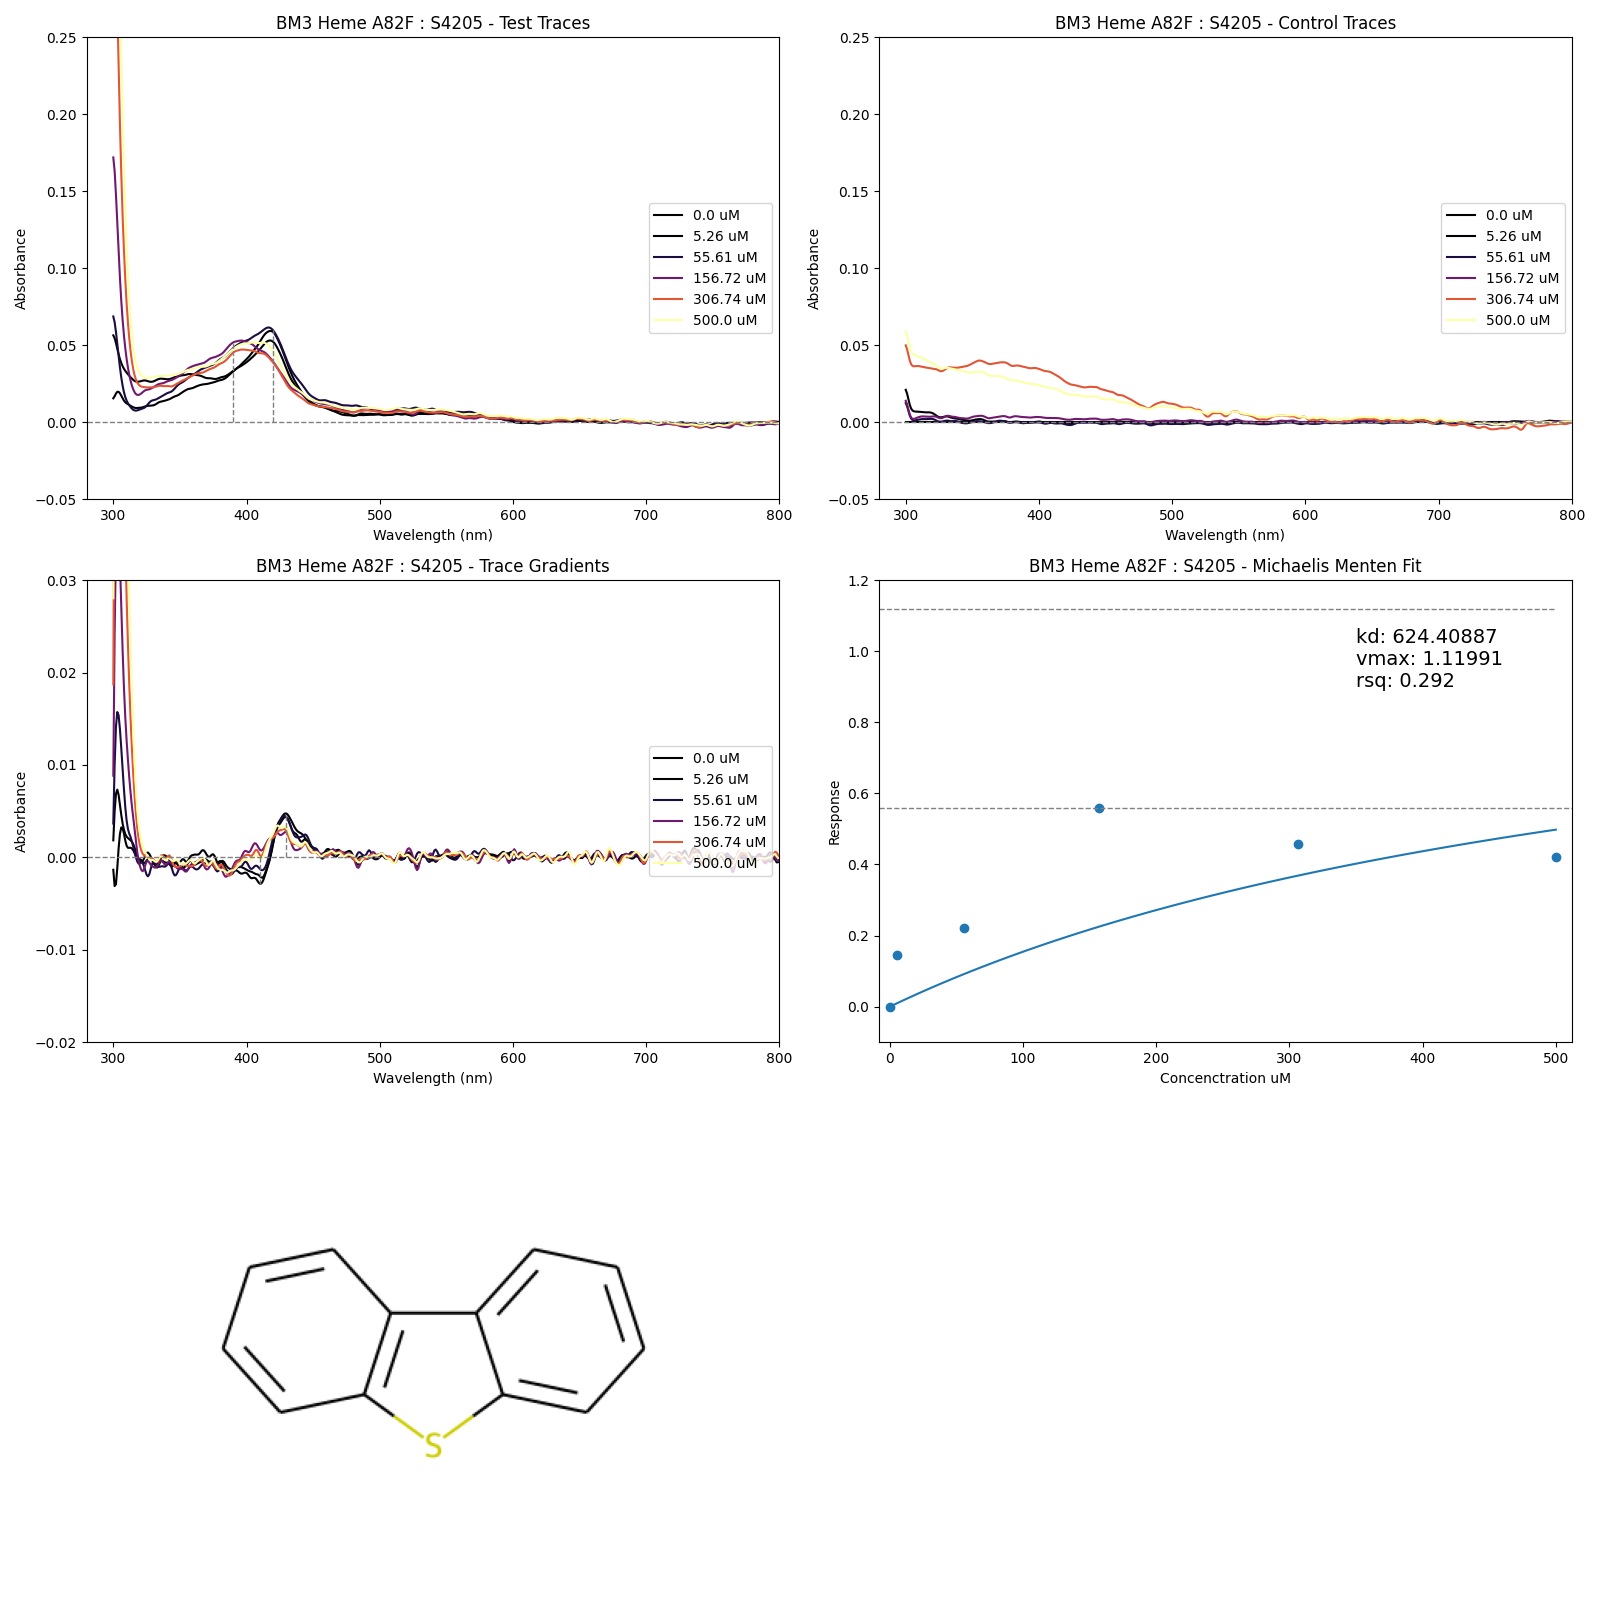 BM3 Heme A82F : S4205 - Test Traces
0.25
0.20
0.15
0.10
0.05
0.00
−0.05
Absorbance
300 400 500 600 700 800
Wavelength (nm)
0.0 uM
5.26 uM
55.61 uM
156.72 uM
306.74 uM
500.0 uM
BM3 Heme A82F : S4205 - Control Traces
0.25
0.20
0.15
0.10
0.05
0.00
−0.05
Absorbance
300 400 500 600 700 800
Wavelength (nm)
0.0 uM
5.26 uM
55.61 uM
156.72 uM
306.74 uM
500.0 uM
BM3 Heme A82F : S4205 - Trace Gradients
0.03
0.02
0.01
0.00
−0.01
−0.02
Absorbance
300 400 500 600 700 800
Wavelength (nm)
0.0 uM
5.26 uM
55.61 uM
156.72 uM
306.74 uM
500.0 uM
BM3 Heme A82F : S4205 - Michaelis Menten Fit
1.2
1.0
0.8
0.6
0.4
0.2
0.0
Response
0 100 200 300 400 500
Concenctration uM
kd: 624.40887
vmax: 1.11991
rsq: 0.292
S